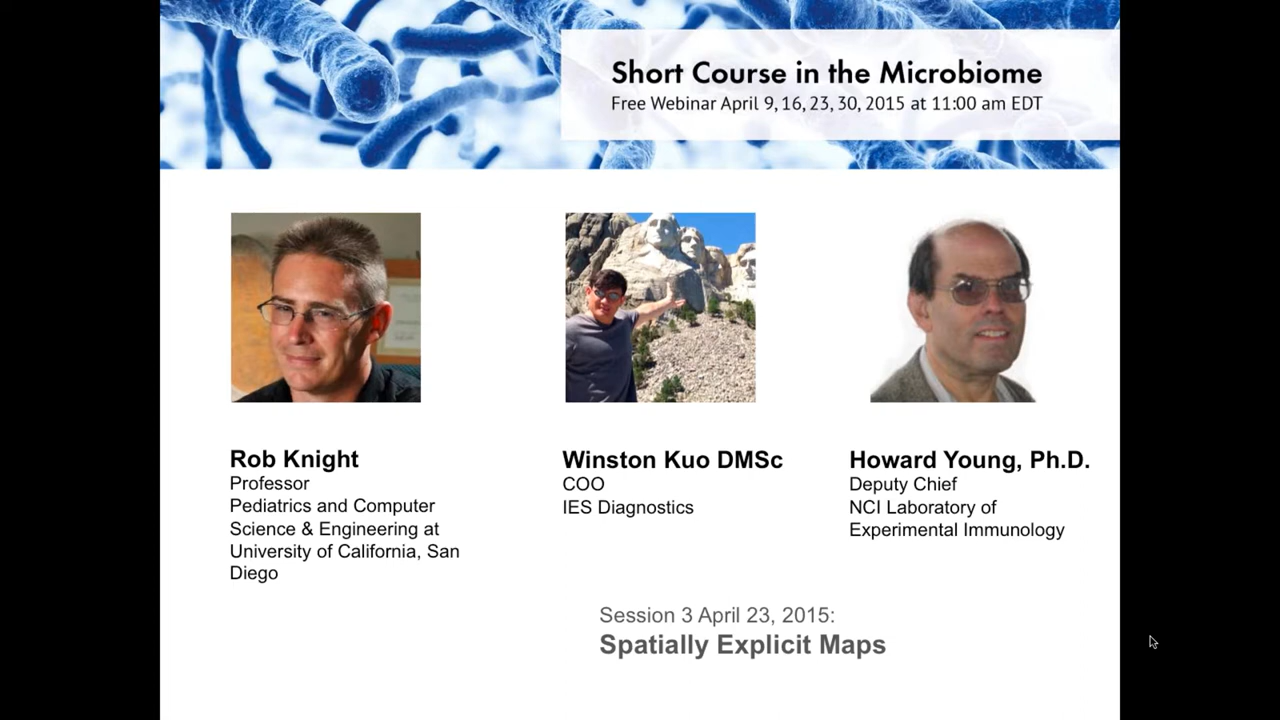 Short Course in the Microbiome
Free Webinar April 9, 16, 23, 30, 2015 at 11:00 am EDT
Rob Knight
Professor
Pediatrics and Computer
Science & Engineering at
University of California, San
Diego
Winston Kuo DMSc
COO
IES Diagnostics
Howard Young, Ph.D.
Deputy Chief
NCI Laboratory of
Experimental Immunology
Session 3 April 23, 2015:
Spatially Explicit Maps